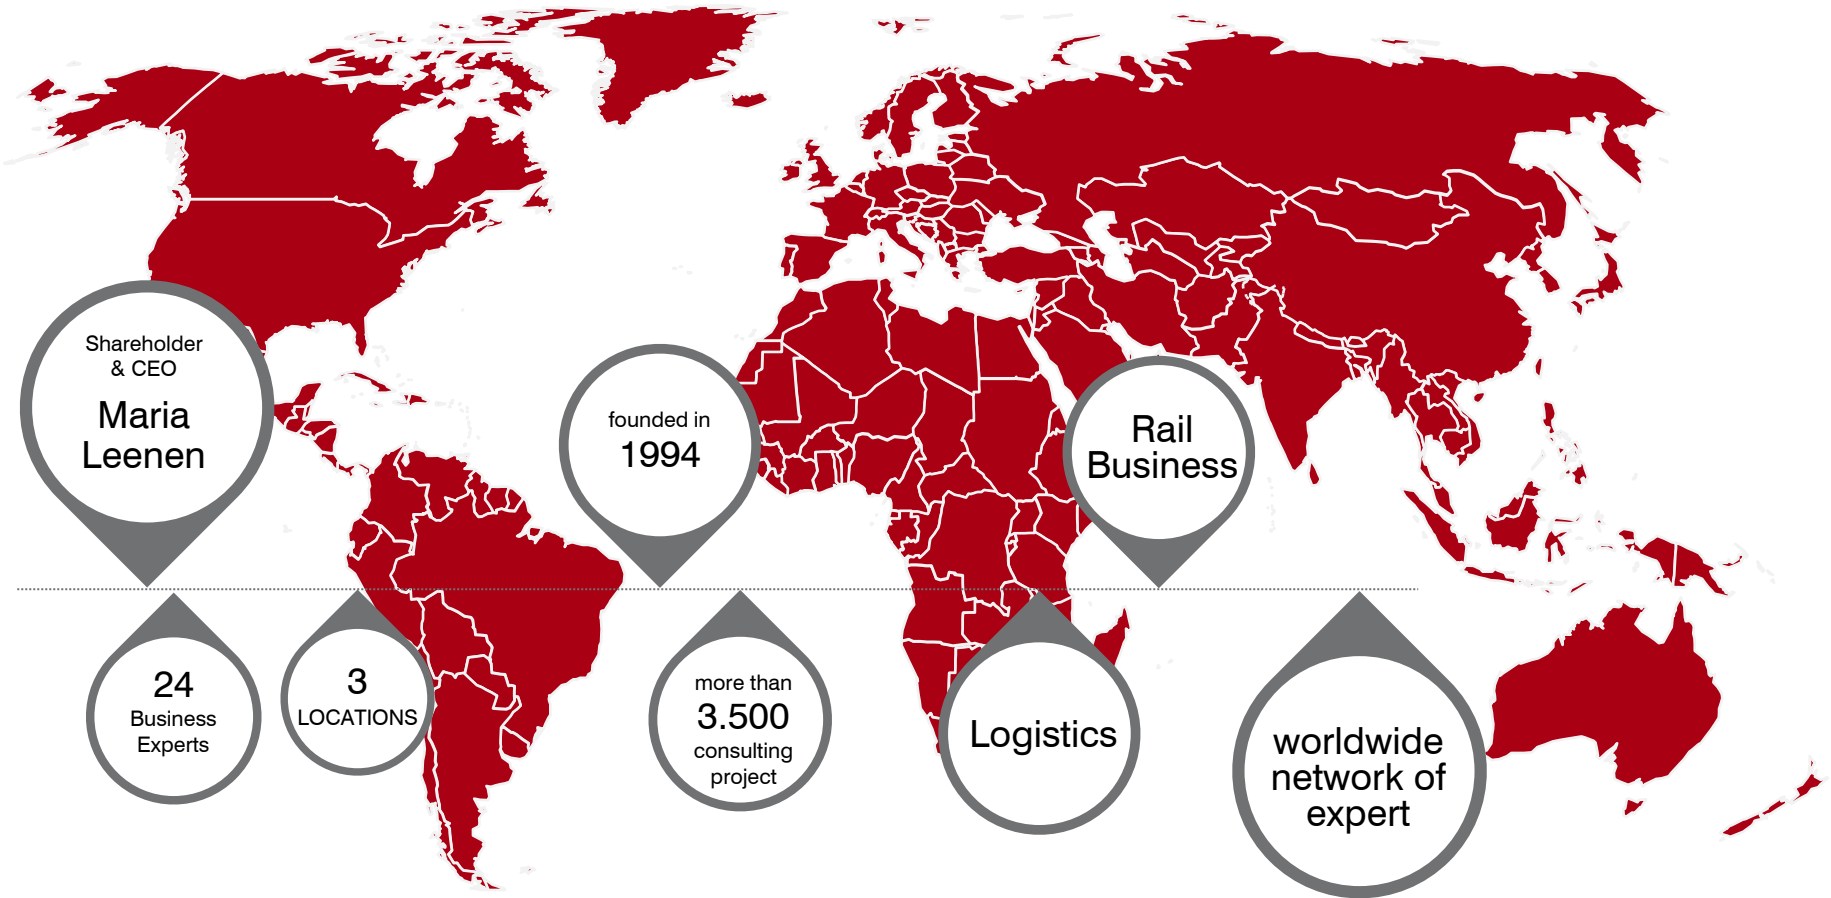 Shareholder
& CEO
Maria
Leenen
founded in
1994
Rail
Business
24
Business
Experts
3
LOCATIONS
more than
3.500
consulting
project
Logistics
worldwide
network of
expert